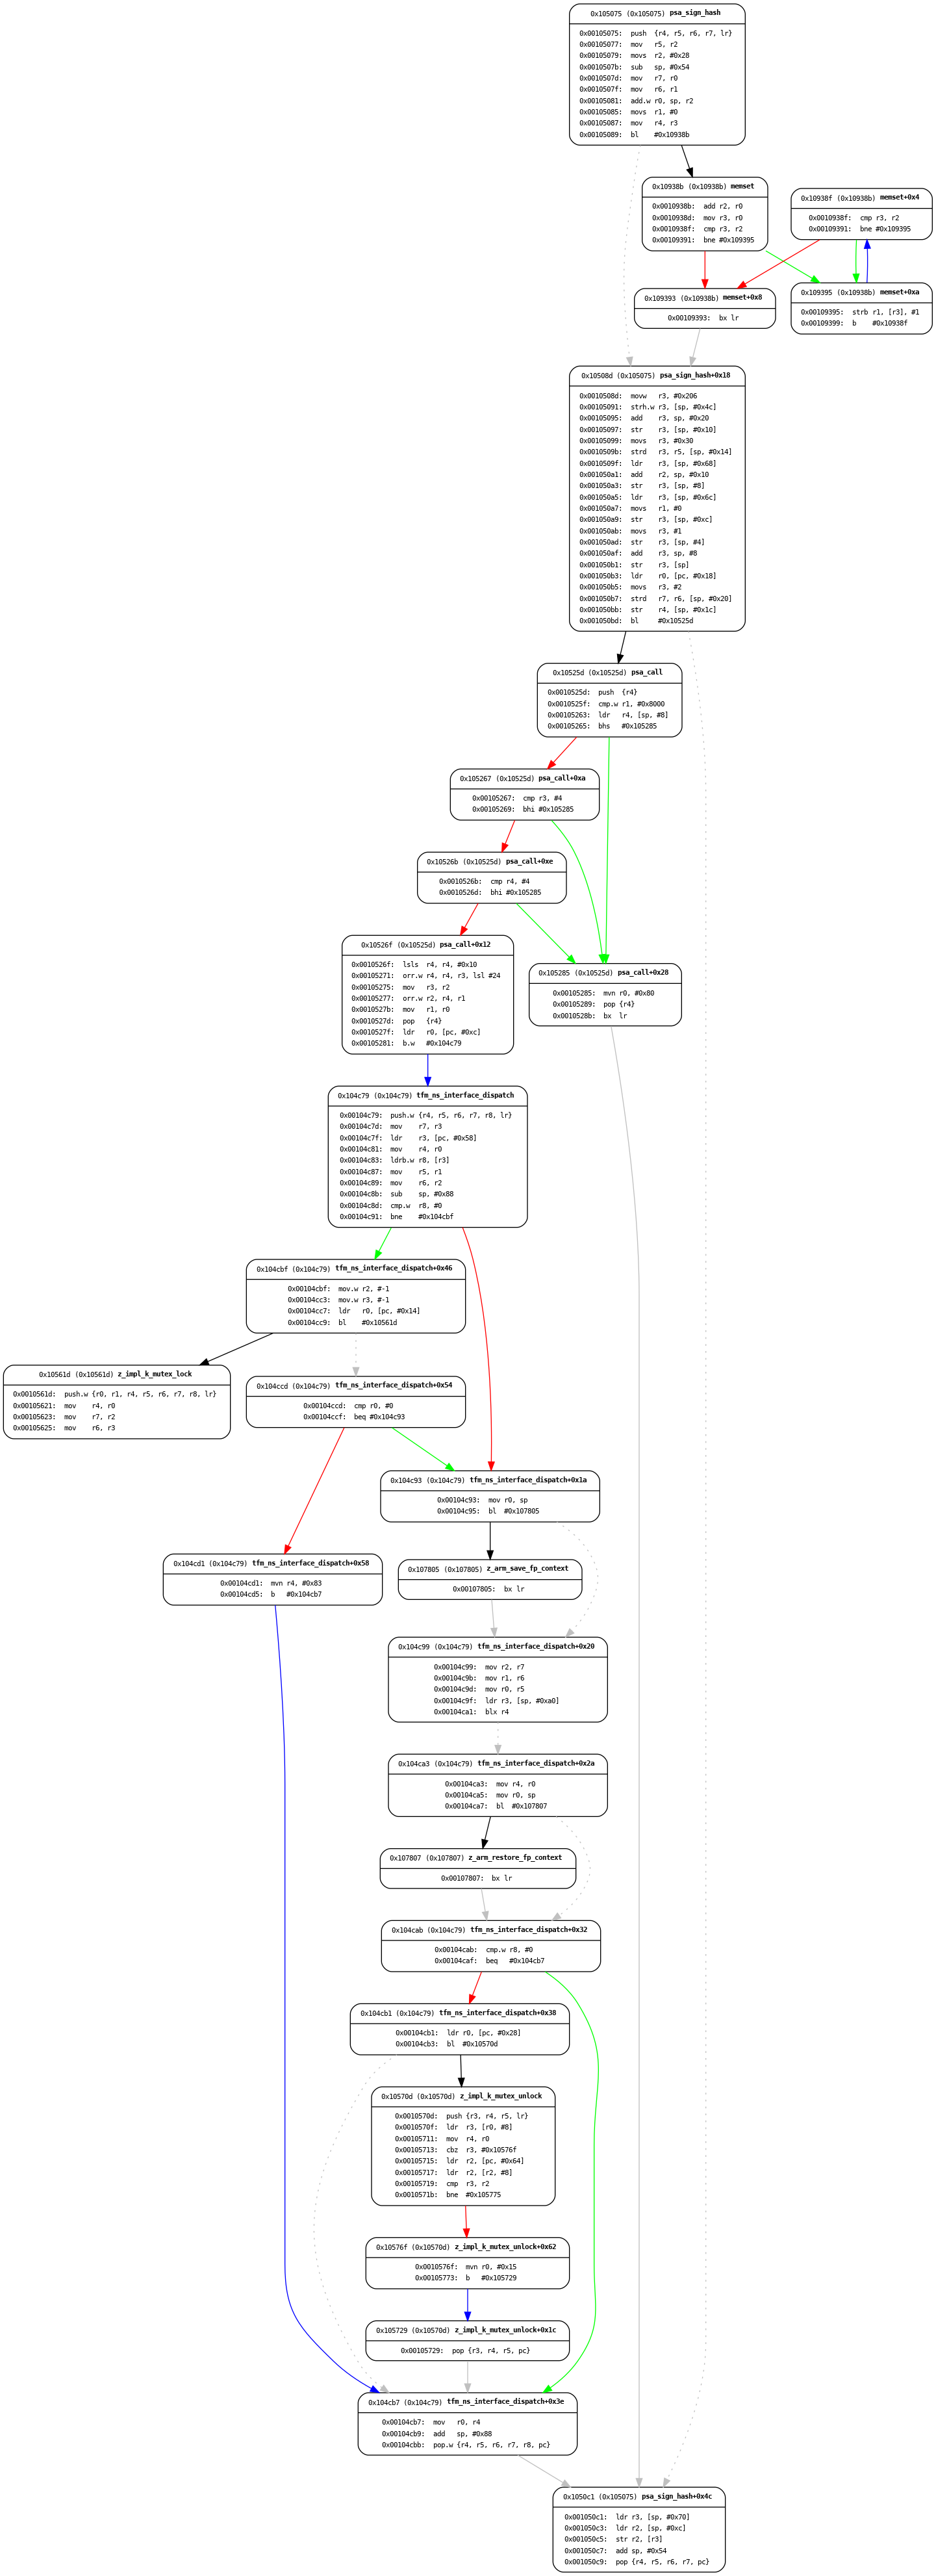 0x105075 (0x105075) psa_sign_hash
0x00105075: push {r4, r5, r6, r7, lr}
0x00105077: mov r5, r2
0x00105079: movs r2, #0x28
0x0010507b: sub sp, #0x54
0x0010507d: mov r7, r0
0x0010507f: mov r6, r1
0x00105081: add.w r0, sp, r2
0x00105085: movs r1, #0
0x00105087: mov r4, r3
0x00105089: bl #0x10938b
0x10938b (0x10938b) memset
0x0010938b: add r2, r0
0x0010938d: mov r3, r0
0x0010938f: cmp r3, r2
0x00109391: bne #0x109395
0x10938f (0x10938b) memset+0x4
0x0010938f: cmp r3, r2
0x00109391: bne #0x109395
0x109393 (0x10938b) memset+0x8
0x00109393: bx lr
0x109395 (0x10938b) memset+0xa
0x00109395: strb r1, [r3], #1
0x00109399: b #0x10938f
0x10508d (0x105075) psa_sign_hash+0x18
0x0010508d: movw r3, #0x206
0x00105091: strh.w r3, [sp, #0x4c]
0x00105095: add r3, sp, #0x20
0x00105097: str r3, [sp, #0x10]
0x00105099: movs r3, #0x30
0x0010509b: strd r3, r5, [sp, #0x14]
0x0010509f: ldr r3, [sp, #0x68]
0x001050a1: add r2, sp, #0x10
0x001050a3: str r3, [sp, #8]
0x001050a5: ldr r3, [sp, #0x6c]
0x001050a7: movs r1, #0
0x001050a9: str r3, [sp, #0xc]
0x001050ab: movs r3, #1
0x001050ad: str r3, [sp, #4]
0x001050af: add r3, sp, #8
0x001050b1: str r3, [sp]
0x001050b3: ldr r0, [pc, #0x18]
0x001050b5: movs r3, #2
0x001050b7: strd r7, r6, [sp, #0x20]
0x001050bb: str r4, [sp, #0x1c]
0x001050bd: bl #0x10525d
0x10525d (0x10525d) psa_call
0x0010525d: push {r4}
0x0010525f: cmp.w r1, #0x8000
0x00105263: ldr r4, [sp, #8]
0x00105265: bhs #0x105285
0x105267 (0x10525d) psa_call+0xa
0x00105267: cmp r3, #4
0x00105269: bhi #0x105285
0x10526b (0x10525d) psa_call+0xe
0x0010526b: cmp r4, #4
0x0010526d: bhi #0x105285
0x10526f (0x10525d) psa_call+0x12
0x0010526f: lsls r4, r4, #0x10
0x00105271: orr.w r4, r4, r3, lsl #24
0x00105275: mov r3, r2
0x00105277: orr.w r2, r4, r1
0x0010527b: mov r1, r0
0x0010527d: pop {r4}
0x0010527f: ldr r0, [pc, #0xc]
0x00105281: b.w #0x104c79
0x105285 (0x10525d) psa_call+0x28
0x00105285: mvn r0, #0x80
0x00105289: pop {r4}
0x0010528b: bx lr
0x104c79 (0x104c79) tfm_ns_interface_dispatch
0x00104c79: push.w {r4, r5, r6, r7, r8, lr}
0x00104c7d: mov r7, r3
0x00104c7f: ldr r3, [pc, #0x58]
0x00104c81: mov r4, r0
0x00104c83: ldrb.w r8, [r3]
0x00104c87: mov r5, r1
0x00104c89: mov r6, r2
0x00104c8b: sub sp, #0x88
0x00104c8d: cmp.w r8, #0
0x00104c91: bne #0x104cbf
0x104cbf (0x104c79) tfm_ns_interface_dispatch+0x46
0x00104cbf: mov.w r2, #-1
0x00104cc3: mov.w r3, #-1
0x00104cc7: ldr r0, [pc, #0x14]
0x00104cc9: bl #0x10561d
0x10561d (0x10561d) z_impl_k_mutex_lock
0x0010561d: push.w {r0, r1, r4, r5, r6, r7, r8, lr}
0x00105621: mov r4, r0
0x00105623: mov r7, r2
0x00105625: mov r6, r3
0x104ccd (0x104c79) tfm_ns_interface_dispatch+0x54
0x00104ccd: cmp r0, #0
0x00104ccf: beq #0x104c93
0x104c93 (0x104c79) tfm_ns_interface_dispatch+0x1a
0x00104c93: mov r0, sp
0x00104c95: bl #0x107805
0x104cd1 (0x104c79) tfm_ns_interface_dispatch+0x58
0x00104cd1: mvn r4, #0x83
0x00104cd5: b #0x104cb7
0x107805 (0x107805) z_arm_save_fp_context
0x00107805: bx lr
0x104c99 (0x104c79) tfm_ns_interface_dispatch+0x20
0x00104c99: mov r2, r7
0x00104c9b: mov r1, r6
0x00104c9d: mov r0, r5
0x00104c9f: ldr r3, [sp, #0xa0]
0x00104ca1: blx r4
0x104ca3 (0x104c79) tfm_ns_interface_dispatch+0x2a
0x00104ca3: mov r4, r0
0x00104ca5: mov r0, sp
0x00104ca7: bl #0x107807
0x107807 (0x107807) z_arm_restore_fp_context
0x00107807: bx lr
0x104cab (0x104c79) tfm_ns_interface_dispatch+0x32
0x00104cab: cmp.w r8, #0
0x00104caf: beq #0x104cb7
0x104cb1 (0x104c79) tfm_ns_interface_dispatch+0x38
0x00104cb1: ldr r0, [pc, #0x28]
0x00104cb3: bl #0x10570d
0x10570d (0x10570d) z_impl_k_mutex_unlock
0x0010570d: push {r3, r4, r5, lr}
0x0010570f: ldr r3, [r0, #8]
0x00105711: mov r4, r0
0x00105713: cbz r3, #0x10576f
0x00105715: ldr r2, [pc, #0x64]
0x00105717: ldr r2, [r2, #8]
0x00105719: cmp r3, r2
0x0010571b: bne #0x105775
0x10576f (0x10570d) z_impl_k_mutex_unlock+0x62
0x0010576f: mvn r0, #0x15
0x00105773: b #0x105729
0x105729 (0x10570d) z_impl_k_mutex_unlock+0x1c
0x00105729: pop {r3, r4, r5, pc}
0x104cb7 (0x104c79) tfm_ns_interface_dispatch+0x3e
0x00104cb7: mov r0, r4
0x00104cb9: add sp, #0x88
0x00104cbb: pop.w {r4, r5, r6, r7, r8, pc}
0x1050c1 (0x105075) psa_sign_hash+0x4c
0x001050c1: ldr r3, [sp, #0x70]
0x001050c3: ldr r2, [sp, #0xc]
0x001050c5: str r2, [r3]
0x001050c7: add sp, #0x54
0x001050c9: pop {r4, r5, r6, r7, pc}